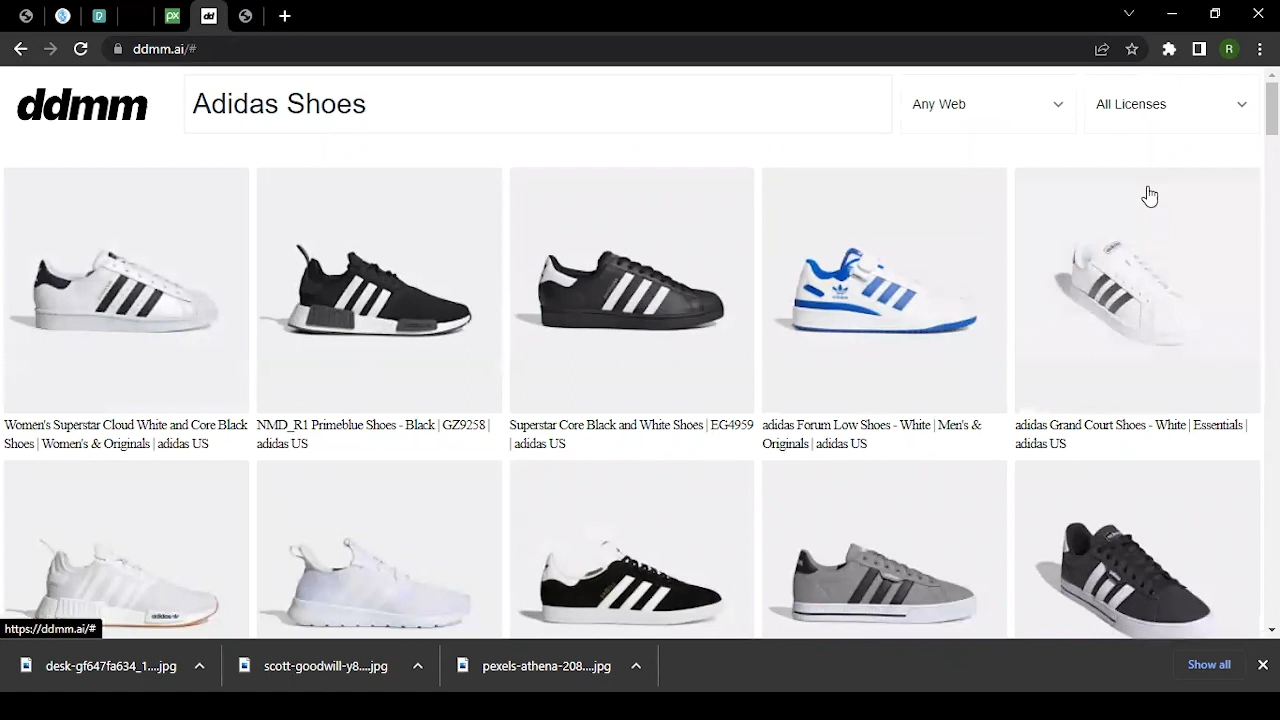 px
dd
ddmm.ai/#
R
ddmm
Adidas Shoes
Any Web
All Licenses
Women's Superstar Cloud White and Core Black
Shoes | Women's & Originals | adidas US
NMD_R1 Primeblue Shoes - Black | GZ9258 |
adidas US
Superstar Core Black and White Shoes | EG4959
| adidas US
adidas Forum Low Shoes - White | Men's &
Originals | adidas US
adidas Grand Court Shoes - White | Essentials |
adidas US
https://ddmm.ai/#
desk-gf647fa634_1....jpg
scott-goodwill-y8....jpg
pexels-athena-208....jpg
Show all